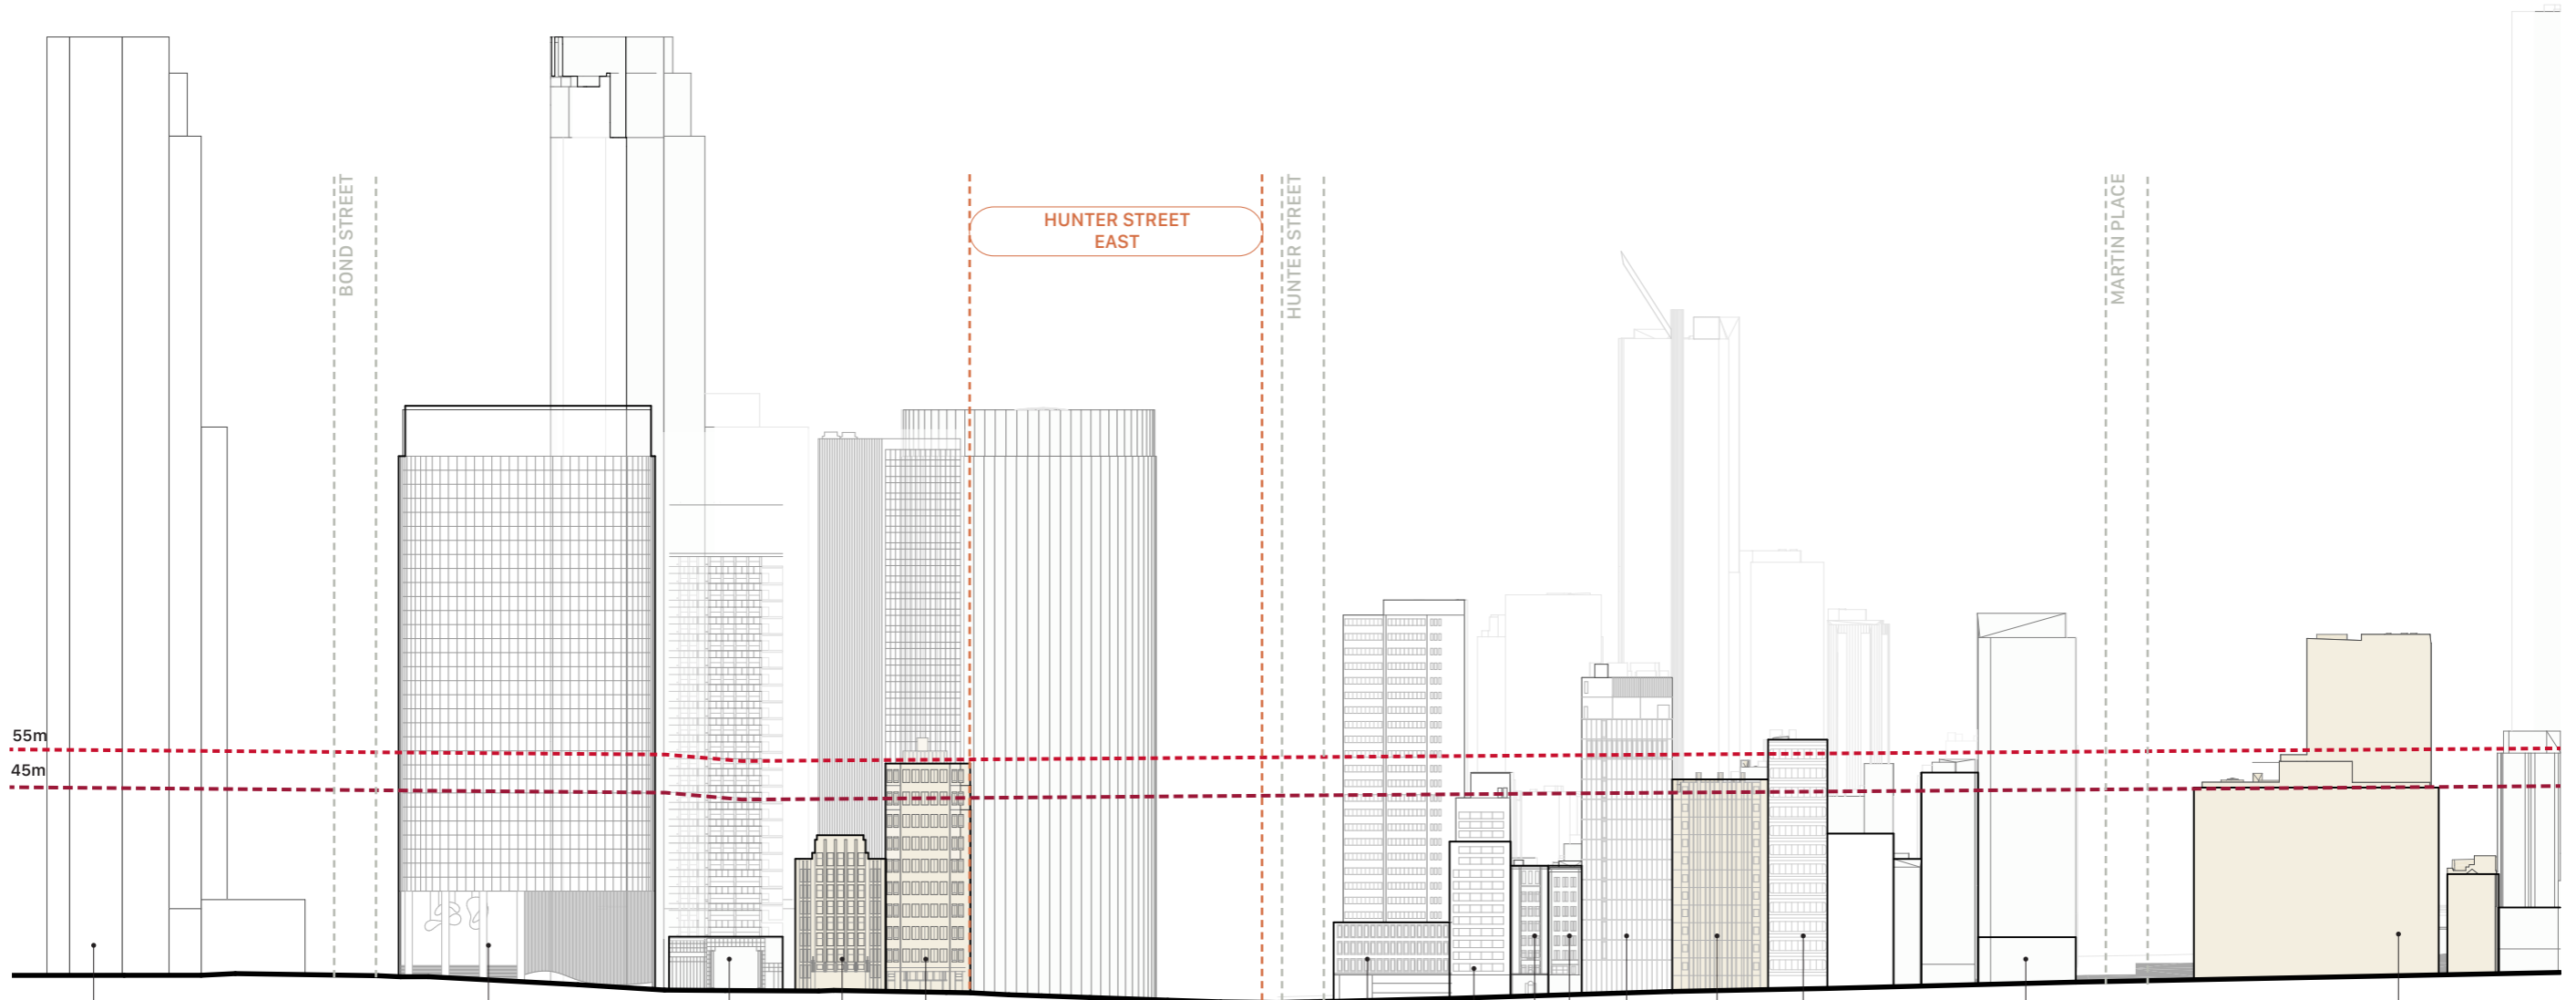 BOND STREET
HUNTER STREET
EAST
HUNTER STREET
MARTIN PLACE
55m
45m